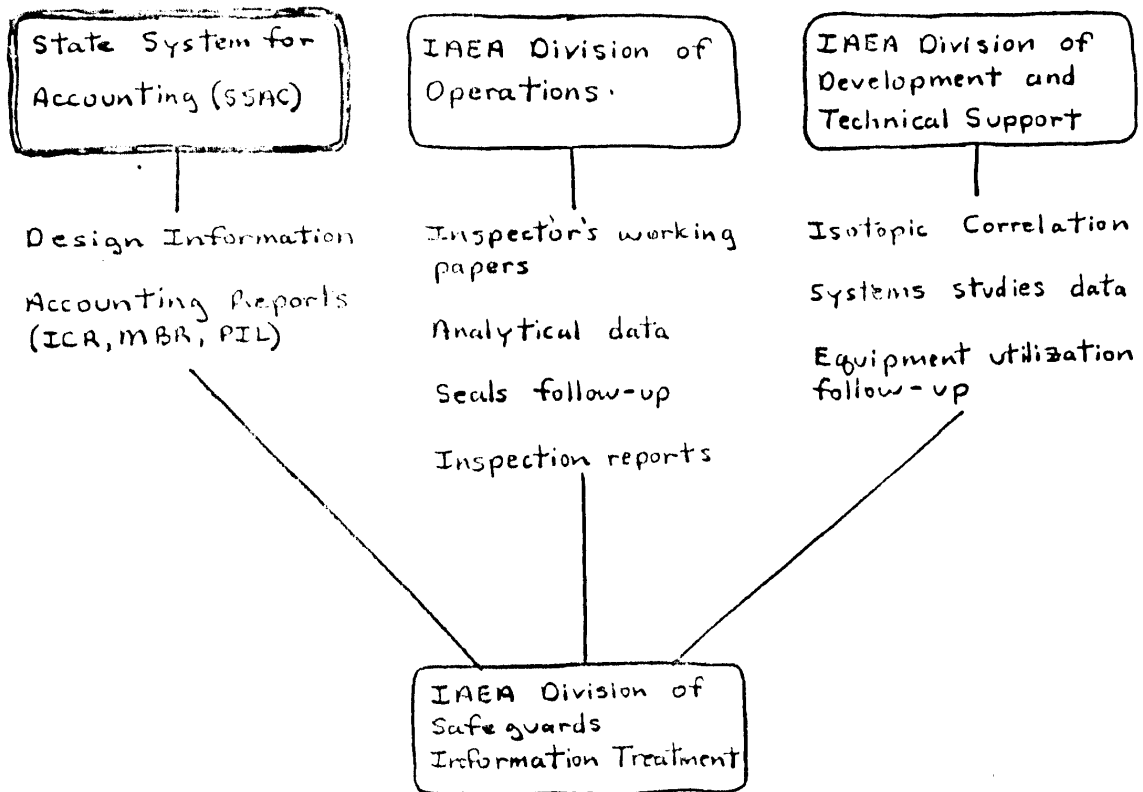 State System for
Accounting (SSAC)
IAEA Division of
Operations.
IAEA Division of
Development and
Technical Support
Design Information
Accounting Reports
(ICR, MBR, PIL)
Inspector's working
papers
Analytical data
Seals follow-up
Inspection reports
Isotopic Correlation
Systems studies data
Equipment utilization
follow-up
IAEA Division of
Safeguards
Information Treatment